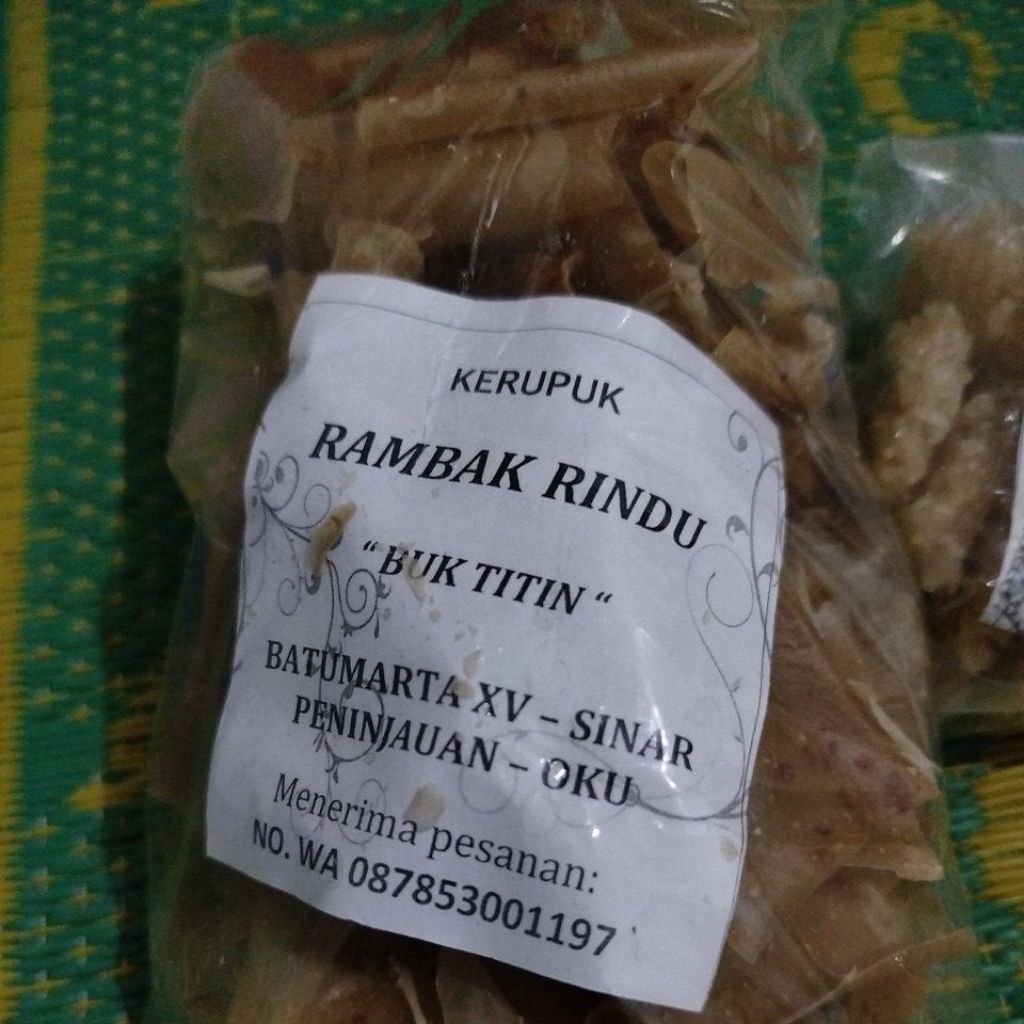 KERUPUK
RAMBAK RINDU
“ BUK TITIN “
BATUMARTA XV – SINAR
PENINJAUAN – OKU
Menerima pesanan:
NO. WA 087853001197